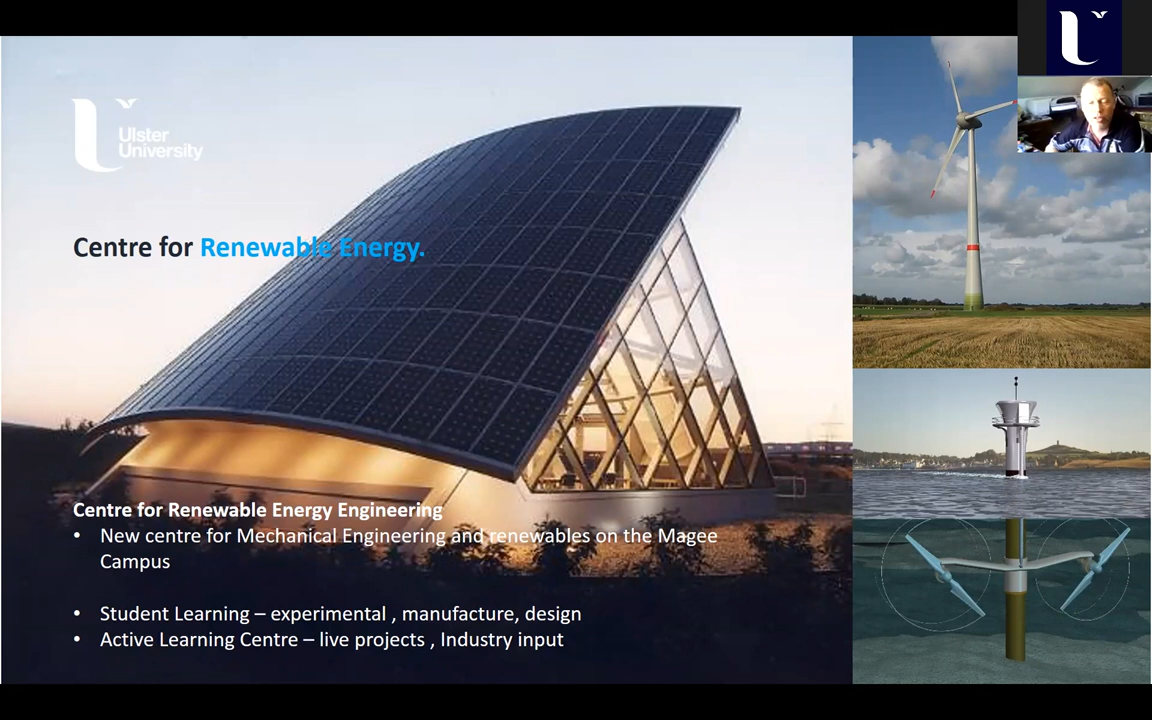 Ulster
University
Centre for Renewable Energy.
Centre for Renewable Energy Engineering
• New centre for Mechanical Engineering and renewables on the Magee
Campus
• Student Learning – experimental , manufacture, design
• Active Learning Centre – live projects , Industry input